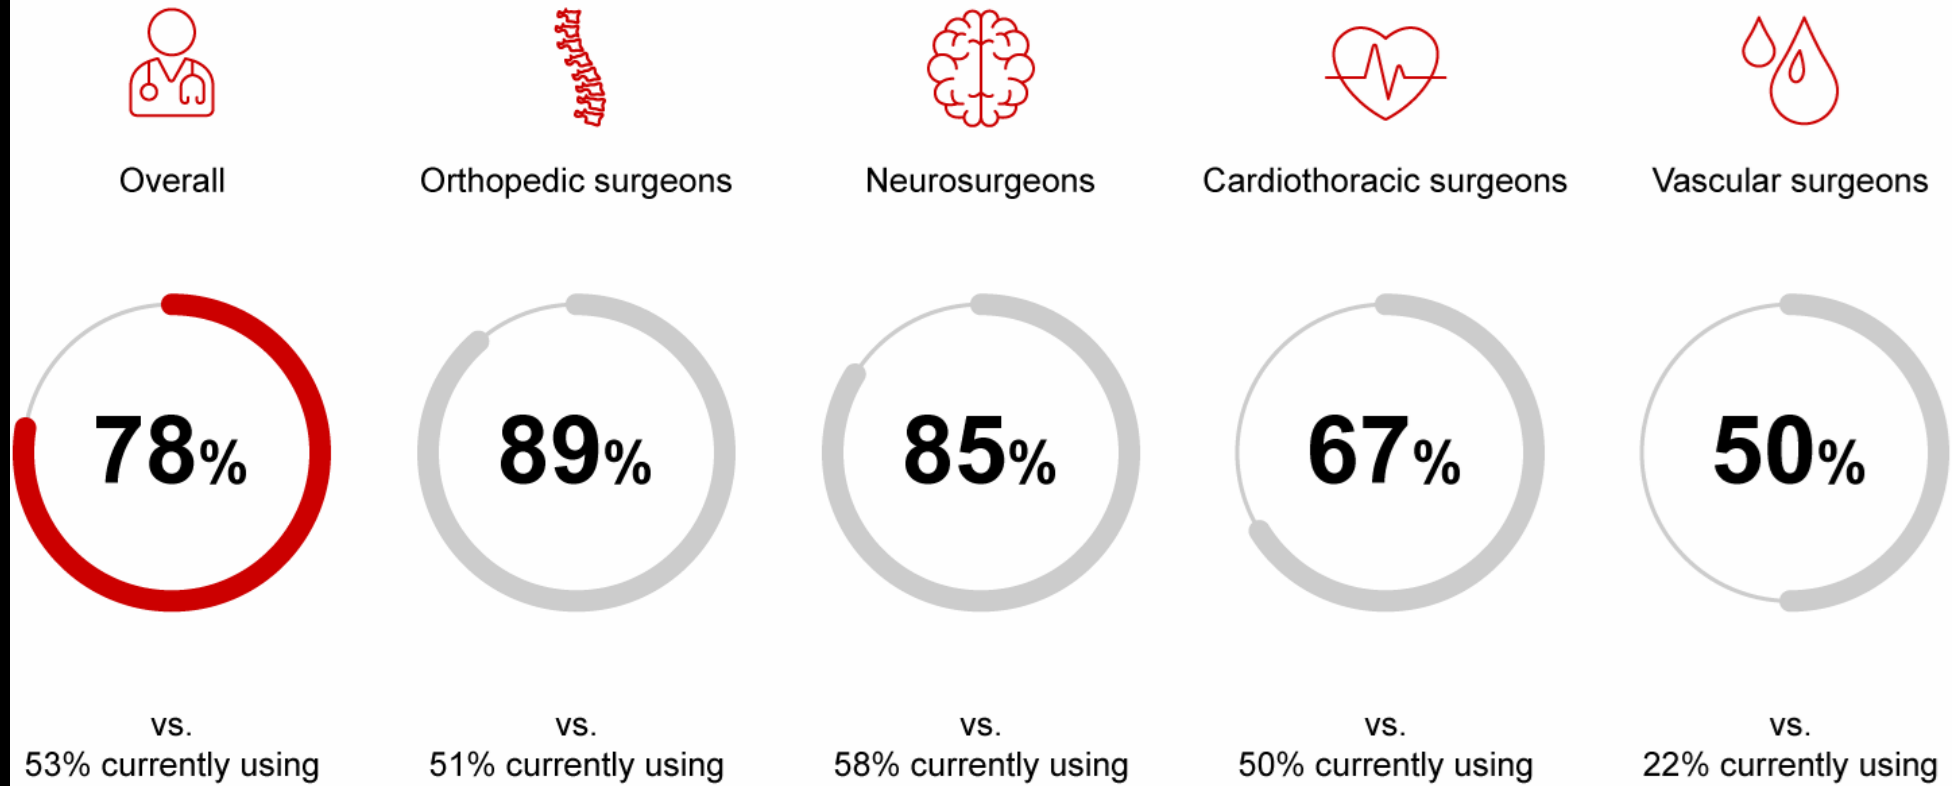 Overall
Orthopedic surgeons
Neurosurgeons
Cardiothoracic surgeons
Vascular surgeons
78%
89%
85%
67%
50%
vs.
53% currently using
vs.
51% currently using
vs.
58% currently using
vs.
50% currently using
vs.
22% currently using